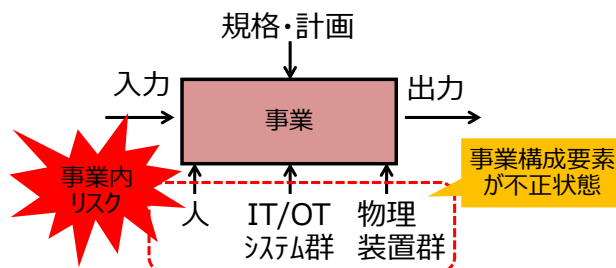 規格・計画
入力
事業
出力
事業内
リスク
事業構成要素
が不正状態
人
IT/OT
システム群
物理
装置群